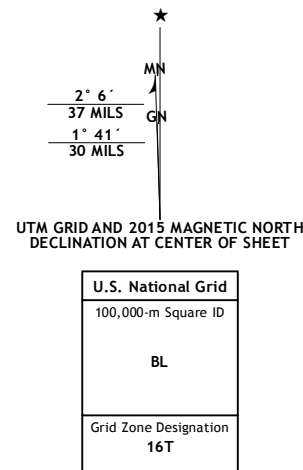 MN
2° 6´
37 MILS
GN
1° 41´
30 MILS
UTM GRID AND 2015 MAGNETIC NORTH
DECLINATION AT CENTER OF SHEET
U.S. National Grid
100,000-m Square ID
BL
Grid Zone Designation
16T